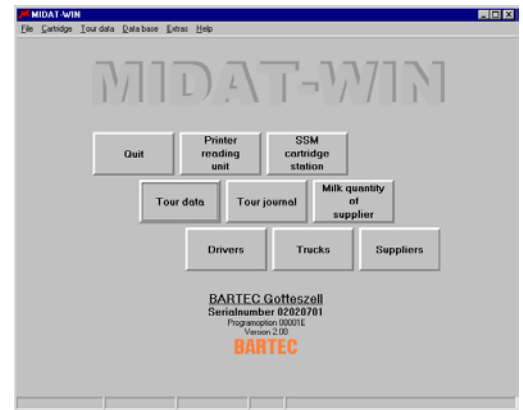 MIDAT-WIN
File Cartridge Tour data Data base Extras Help
MIDAT-WIN
Quit
Printer
reading
unit
SSM
cartridge
station
Tour data
Tour journal
Milk quantity
of
supplier
Drivers
Trucks
Suppliers
BARTEC Gotteszell
Serialnumber 02020701
Programoption 00001E
Version 2.00
BARTEC